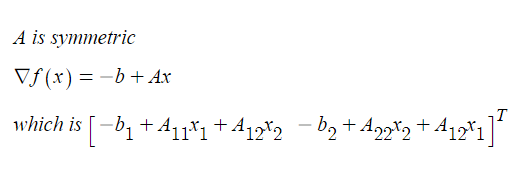 A is symmetric
∇f(x) = −b + Ax
which is [−b₁ + A₁₁x₁ + A₁₂x₂  − b₂ + A₂₂x₂ + A₁₂x₁]ᵀ